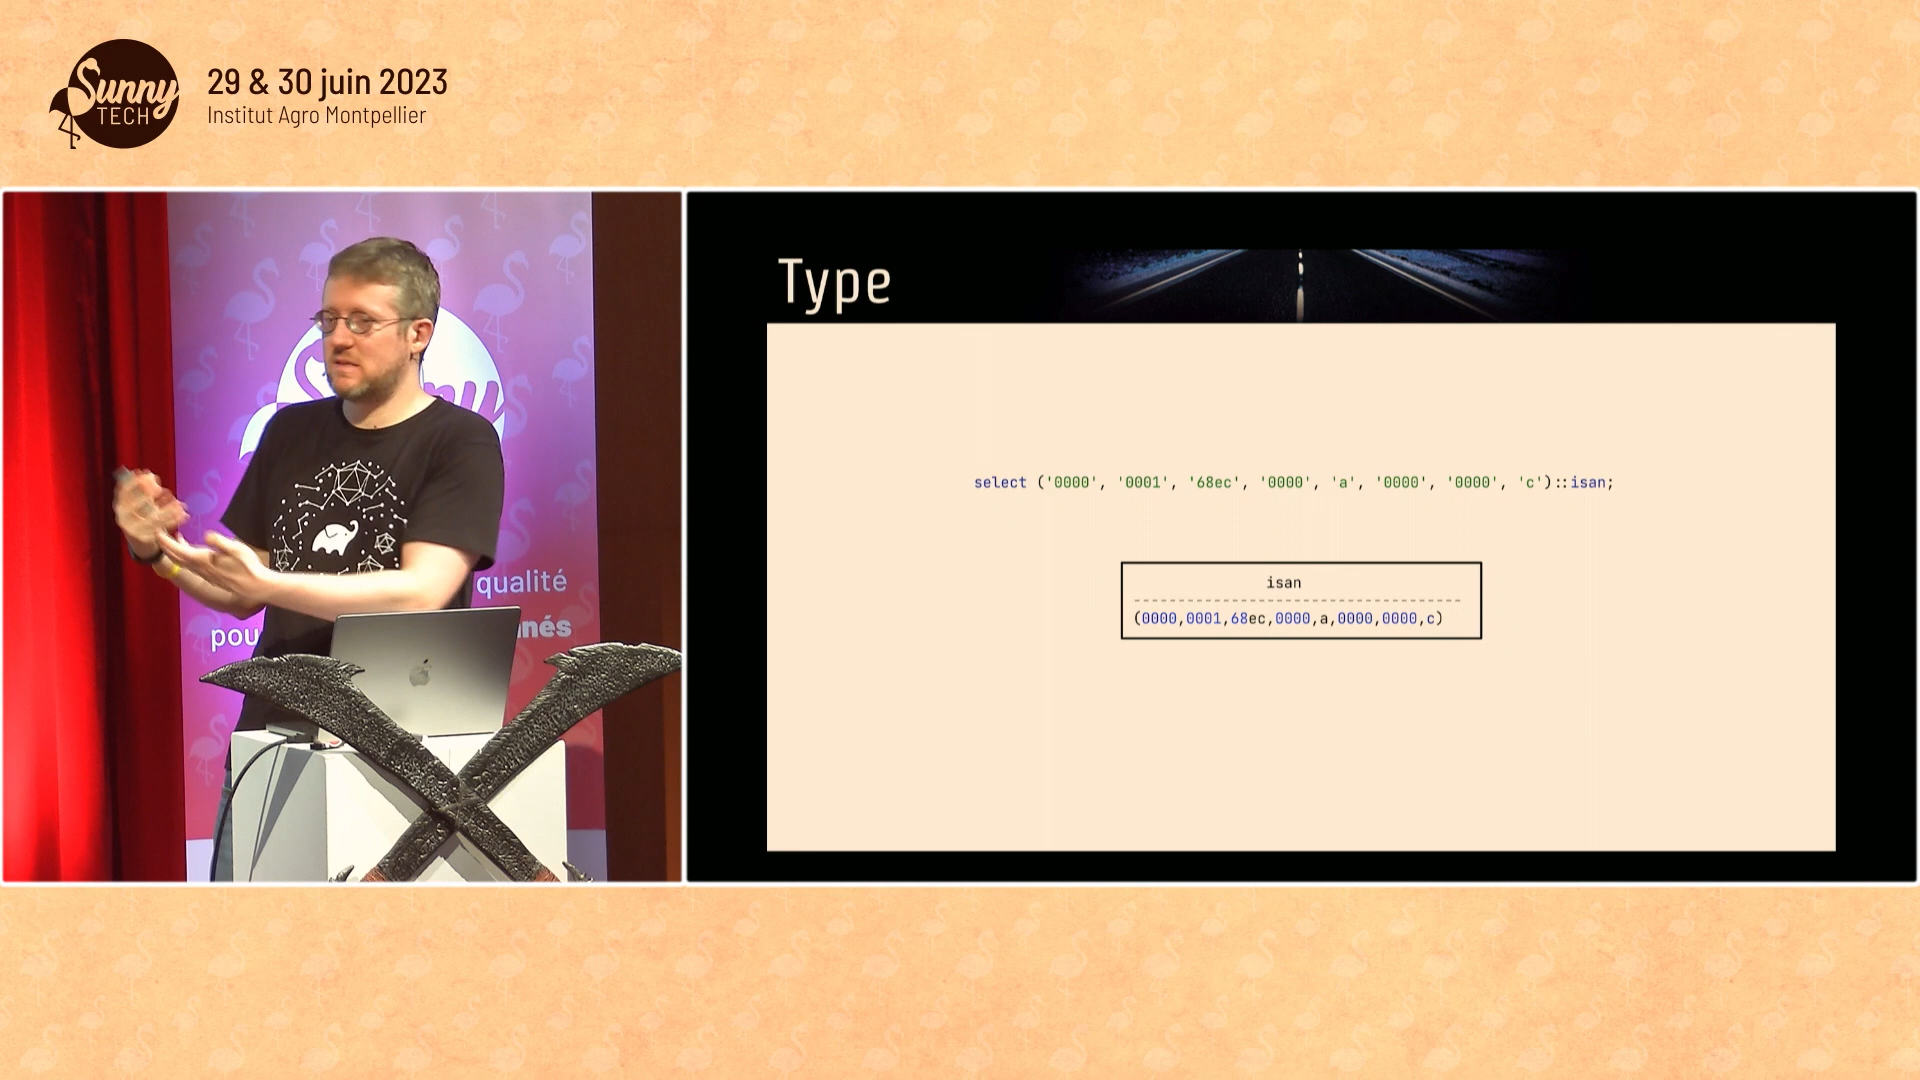 Sunny
TECH
29 & 30 juin 2023
Institut Agro Montpellier
qualité
pou
nés
Type
select ('0000', '0001', '68ec', '0000', 'a', '0000', '0000', 'c')::isan;
isan
(0000,0001,68ec,0000,a,0000,0000,c)